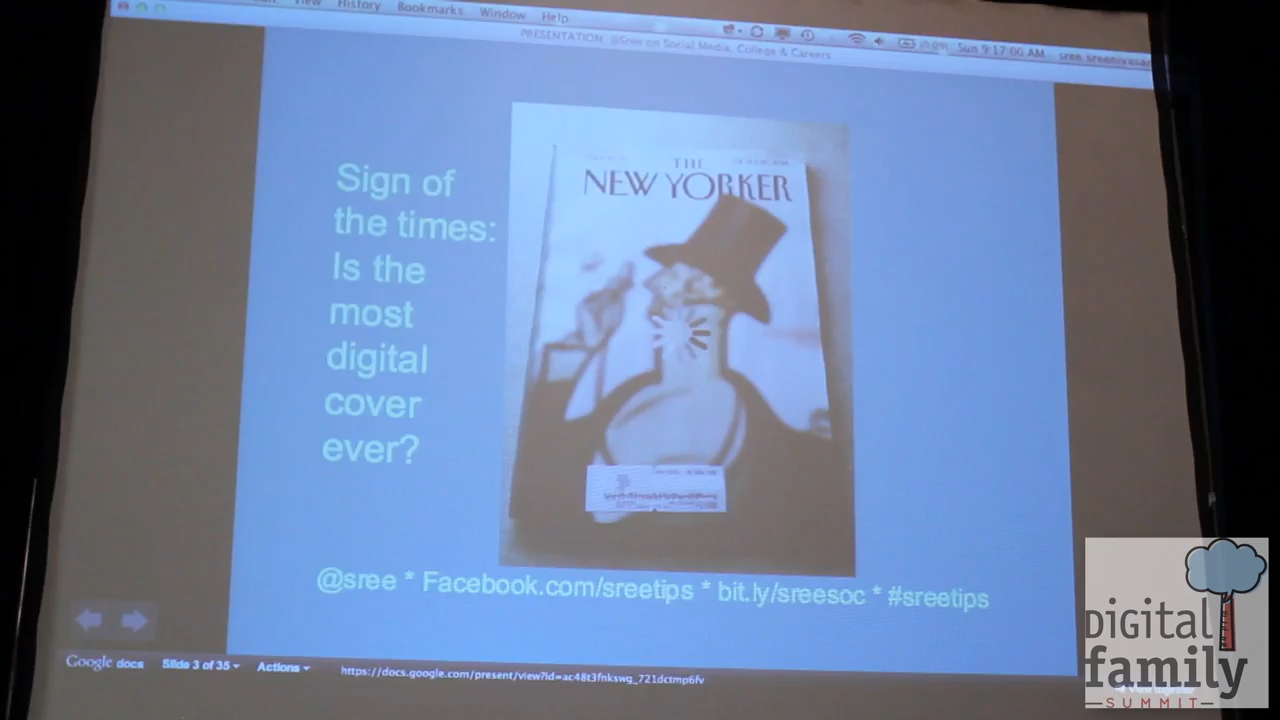 View History Bookmarks Window Help
(0:09) Sun 9:17:00 AM
PRESENTATION: @Sree on Social Media, College & Careers
Sign of
the times:
Is the
most
digital
cover
ever?
THE
NEW YORKER
@sree * Facebook.com/sreetips * bit.ly/sreesoc * #sreetips
Google docs Slide 3 of 35 Actions
https://docs.google.com/present/view?id=ac48t3fnkswg_721dctmp6fv
digital
family
SUMMIT